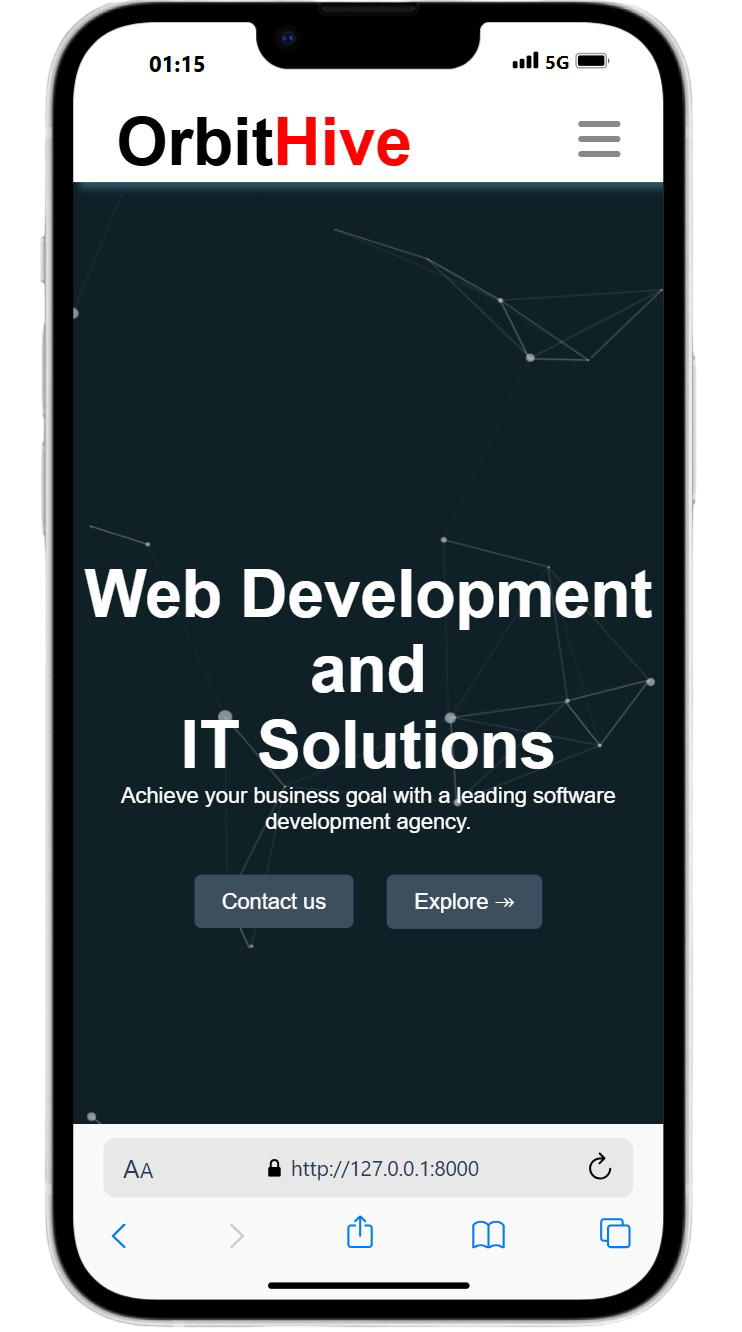 01:15 5G
OrbitHive
Web Development
and
IT Solutions
Achieve your business goal with a leading software
development agency.
Contact us Explore ↠
AA http://127.0.0.1:8000